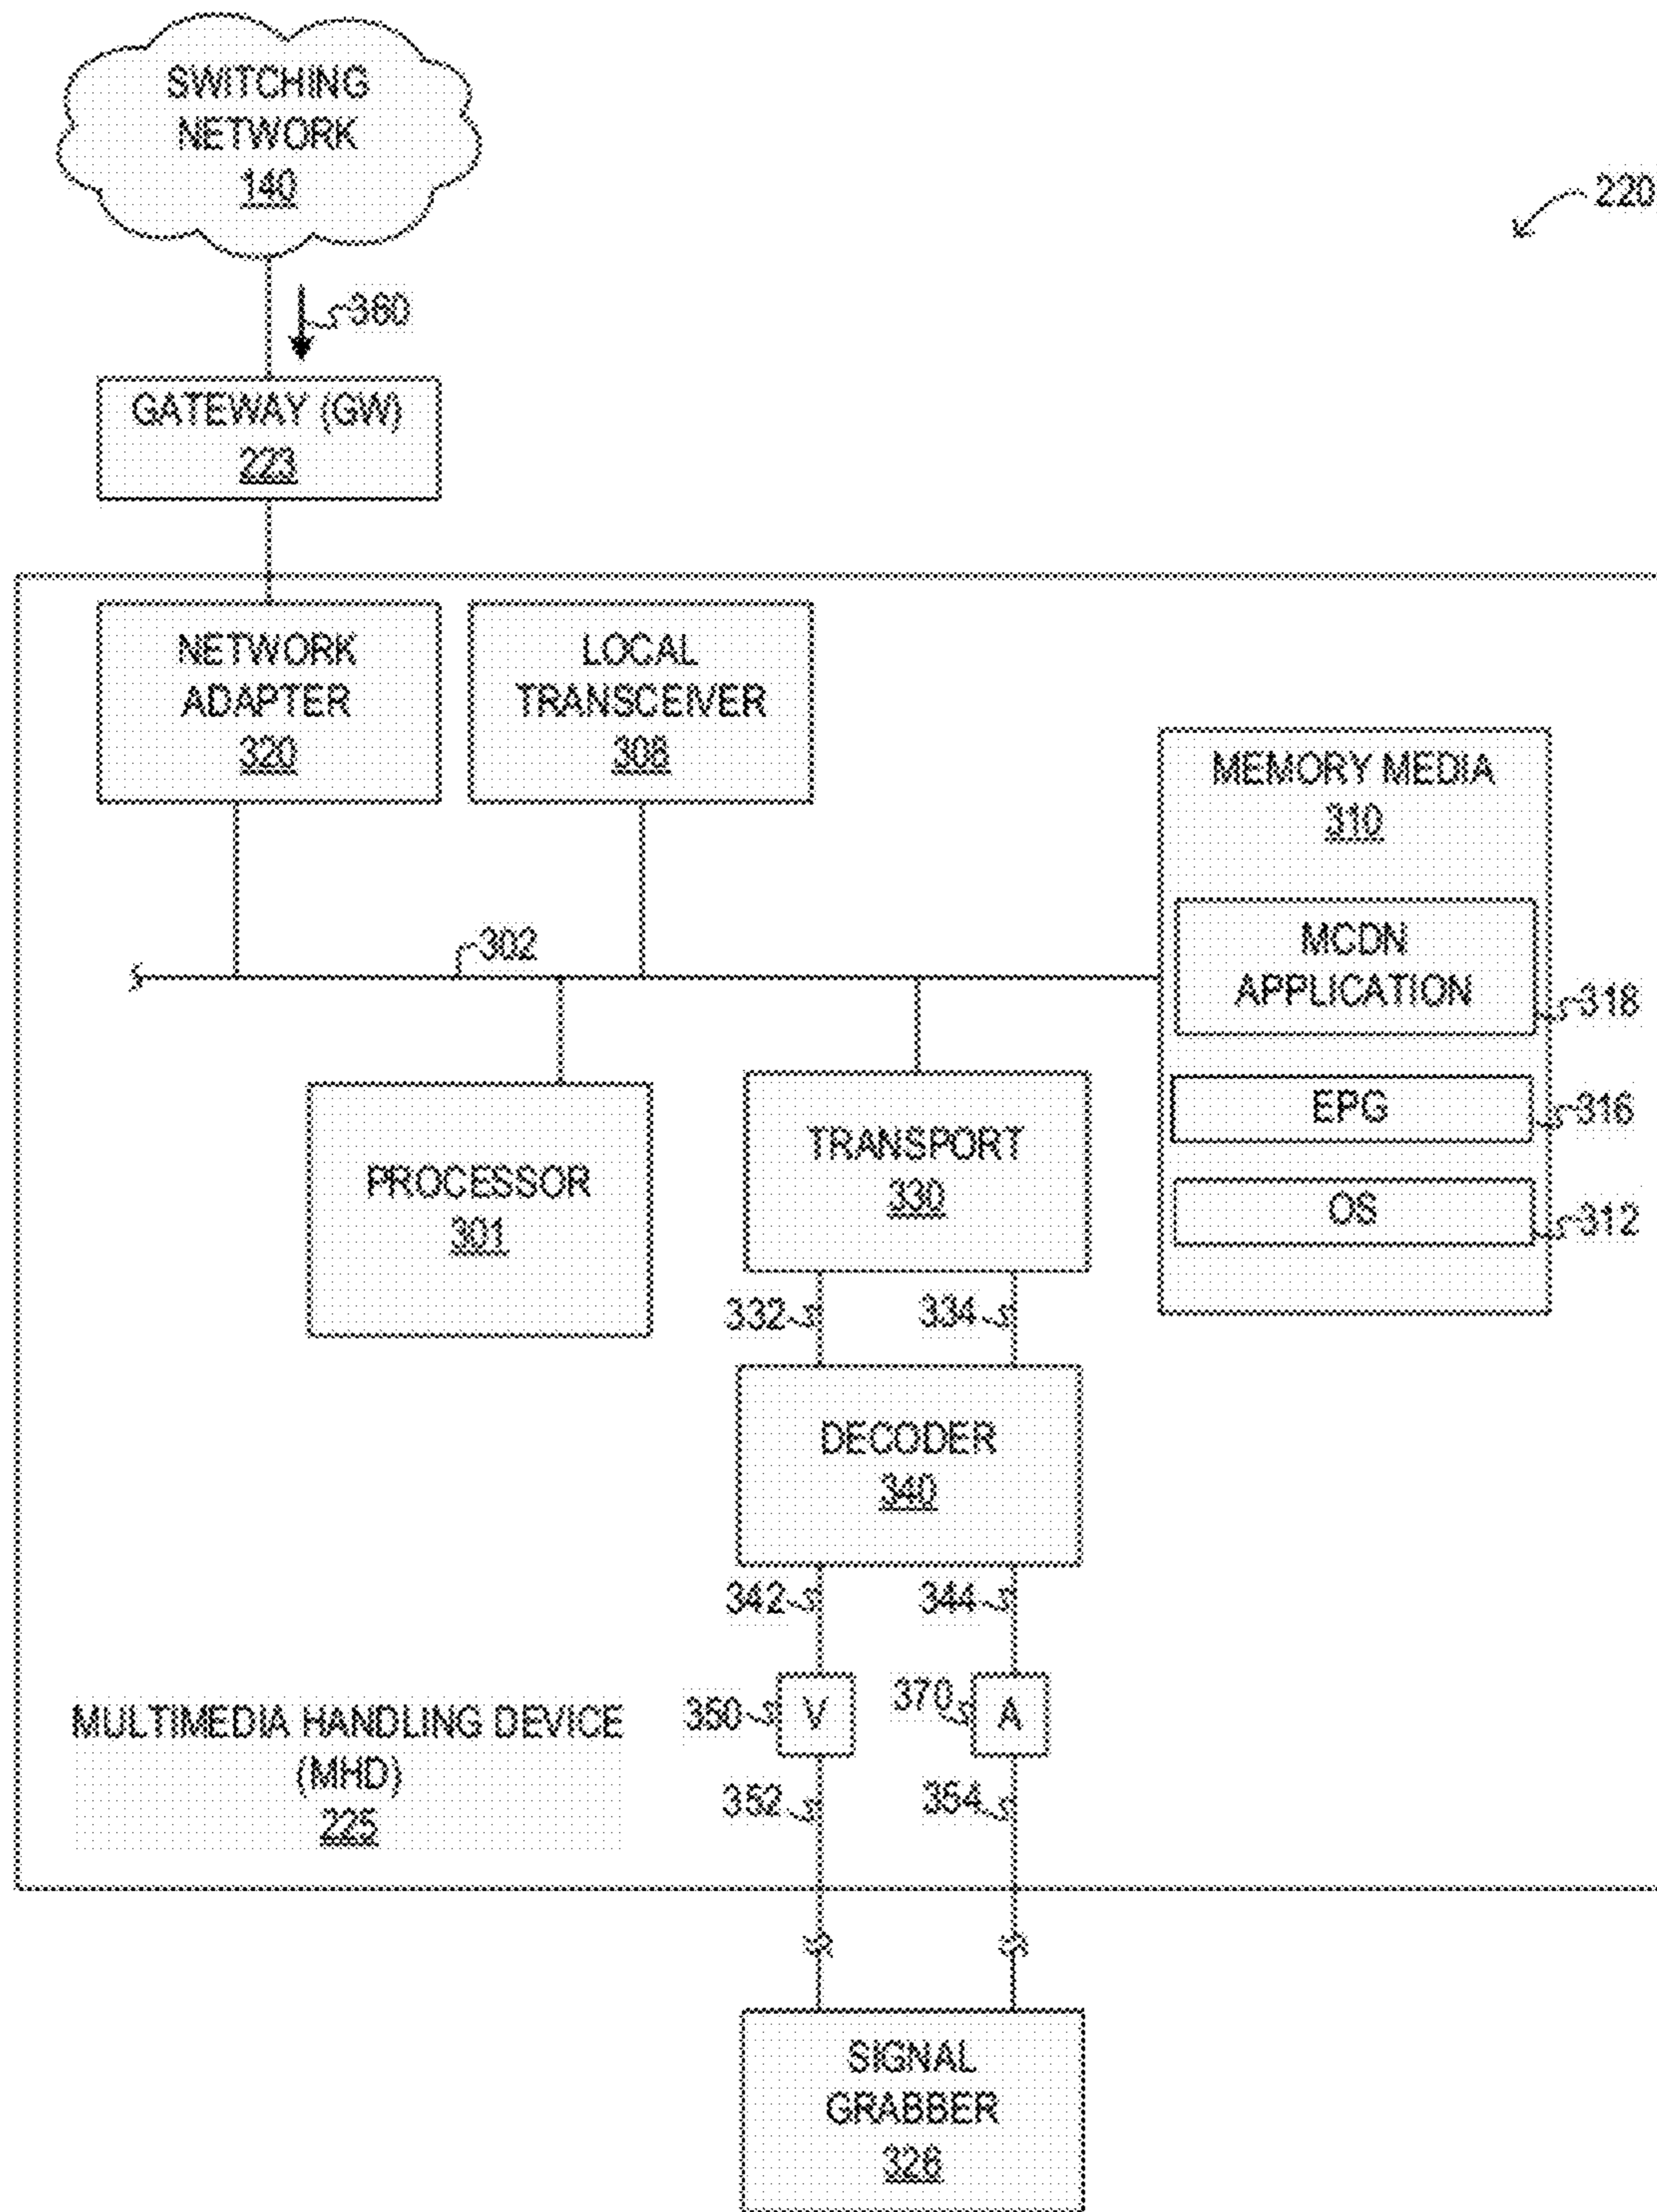 SWITCHING
NETWORK
140
220
360
GATEWAY (GW)
223
NETWORK
ADAPTER
320
LOCAL
TRANSCEIVER
308
MEMORY MEDIA
310
302
MCDN
APPLICATION
318
EPG
316
OS
312
PROCESSOR
301
TRANSPORT
330
332
334
DECODER
340
342
344
350
V
370
A
MULTIMEDIA HANDLING DEVICE
(MHD)
225
352
354
SIGNAL
GRABBER
326